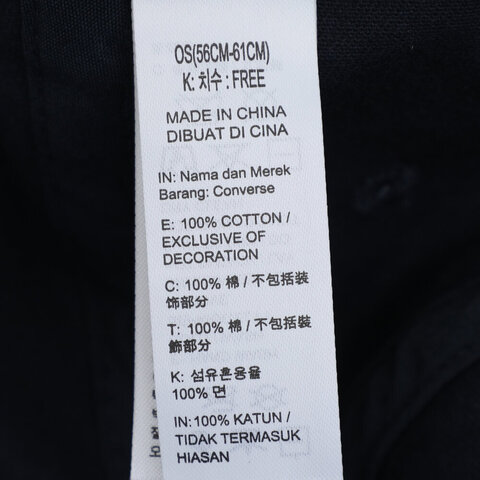 OS(56CM-61CM)
K: 치수 : FREE
MADE IN CHINA
DIBUAT DI CINA
IN: Nama dan Merek
Barang: Converse
E: 100% COTTON /
EXCLUSIVE OF
DECORATION
C: 100% 棉 / 不包括装
饰部分
T: 100% 棉 / 不包括裝
飾部分
K: 섬유혼용율
100% 면
IN: 100% KATUN /
TIDAK TERMASUK
HIASAN